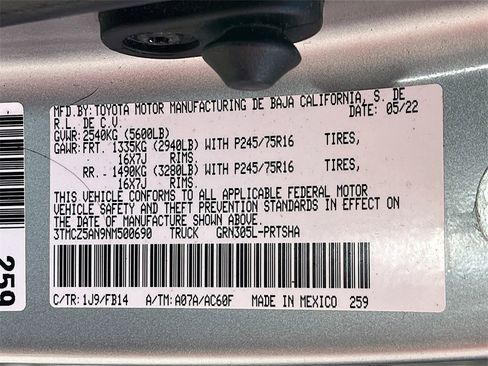 MFD.BY:TOYOTA MOTOR MANUFACTURING DE BAJA CALIFORNIA, S. DE
R.L. DE C.V. DATE: 05/22
GVWR: 2540KG (5600LB)
GAWR: FRT. 1335KG (2940LB) WITH P245/75R16 TIRES,
16X7J RIMS
RR. 1490KG (3280LB) WITH P245/75R16 TIRES,
16X7J RIMS
THIS VEHICLE CONFORMS TO ALL APPLICABLE FEDERAL MOTOR
VEHICLE SAFETY AND THEFT PREVENTION STANDARDS IN EFFECT ON
THE DATE OF MANUFACTURE SHOWN ABOVE.
3TMCZ5AN9NM500690 TRUCK GRN305L-PRTSHA
C/TR: 1J9/FB14 A/TM: A07A/AC60F MADE IN MEXICO 259
259